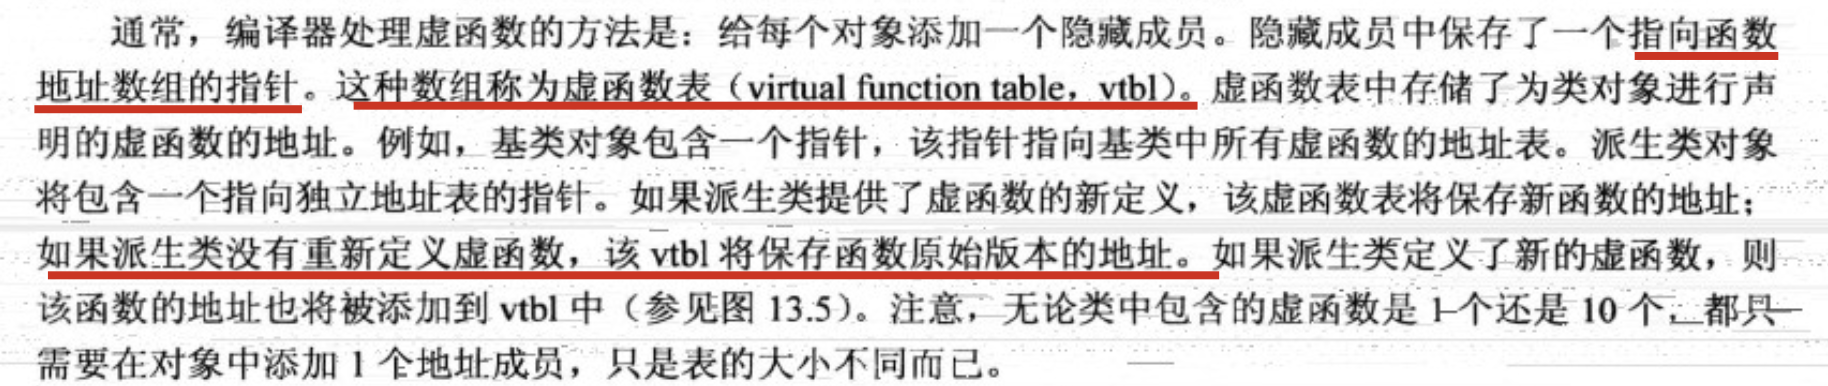 通常，编译器处理虚函数的方法是：给每个对象添加一个隐藏成员。隐藏成员中保存了一个指向函数
地址数组的指针。这种数组称为虚函数表（virtual function table，vtbl）。虚函数表中存储了为类对象进行声
明的虚函数的地址。例如，基类对象包含一个指针，该指针指向基类中所有虚函数的地址表。派生类对象
将包含一个指向独立地址表的指针。如果派生类提供了虚函数的新定义，该虚函数表将保存新函数的地址；
如果派生类没有重新定义虚函数，该 vtbl 将保存函数原始版本的地址。如果派生类定义了新的虚函数，则
该函数的地址也将被添加到 vtbl 中（参见图 13.5）。注意，无论类中包含的虚函数是 1 个还是 10 个，都只
需要在对象中添加 1 个地址成员，只是表的大小不同而已。